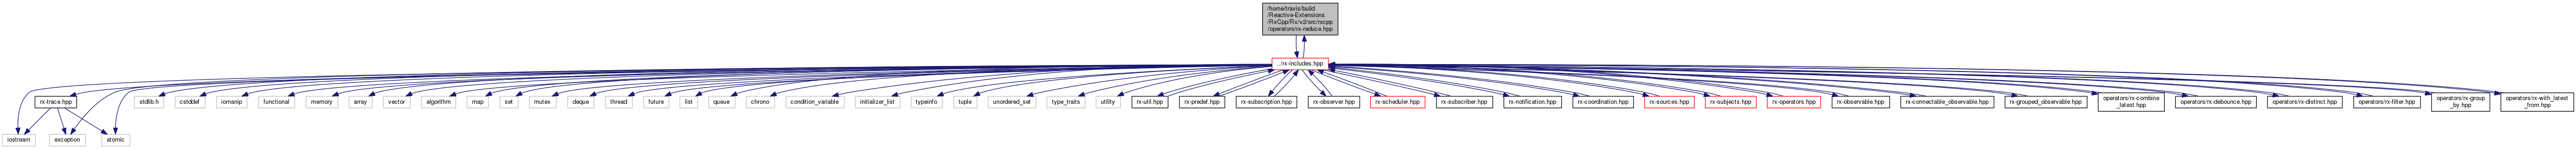 /home/travis/build
/Reactive-Extensions
/RxCpp/Rx/v2/src/rxcpp
/operators/rx-reduce.hpp
../rx-includes.hpp
rx-trace.hpp
stdlib.h
cstddef
iomanip
functional
memory
array
vector
algorithm
map
set
mutex
deque
thread
future
list
queue
chrono
condition_variable
initializer_list
typeinfo
tuple
unordered_set
type_traits
utility
rx-util.hpp
rx-predef.hpp
rx-subscription.hpp
rx-observer.hpp
rx-scheduler.hpp
rx-subscriber.hpp
rx-notification.hpp
rx-coordination.hpp
rx-sources.hpp
rx-subjects.hpp
rx-operators.hpp
rx-observable.hpp
rx-connectable_observable.hpp
rx-grouped_observable.hpp
operators/rx-combine
_latest.hpp
operators/rx-debounce.hpp
operators/rx-distinct.hpp
operators/rx-filter.hpp
operators/rx-group
_by.hpp
operators/rx-with_latest
_from.hpp
iostream
exception
atomic